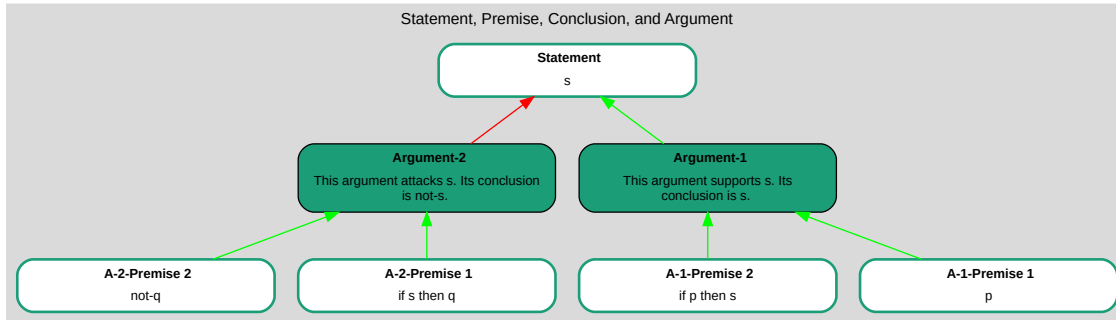 Statement, Premise, Conclusion, and Argument
Statement
s
Argument-2
This argument attacks s. Its conclusion
is not-s.
Argument-1
This argument supports s. Its
conclusion is s.
A-2-Premise 2
not-q
A-2-Premise 1
if s then q
A-1-Premise 2
if p then s
A-1-Premise 1
p